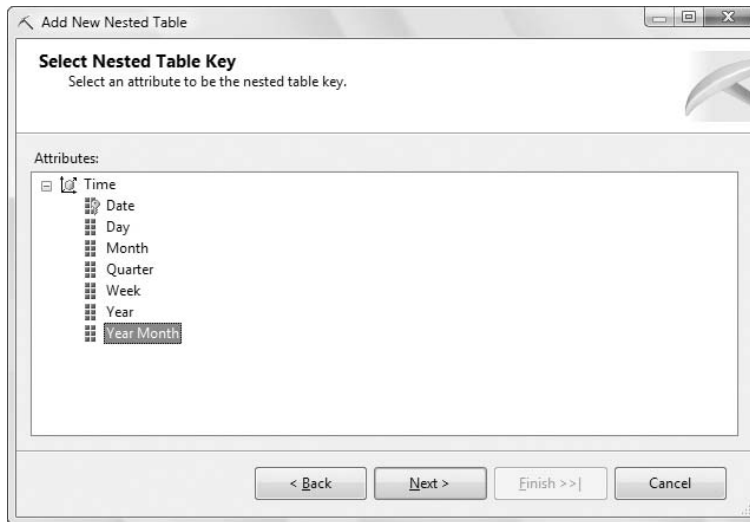 Add New Nested Table
Select Nested Table Key
Select an attribute to be the nested table key.
Attributes:
Time
Date
Day
Month
Quarter
Week
Year
Year Month
< Back
Next >
Finish >>|
Cancel